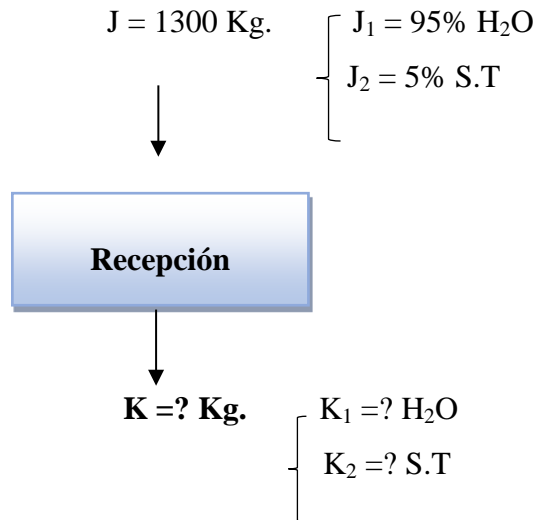 J = 1300 Kg.
J₁ = 95% H₂O
J₂ = 5% S.T
Recepción
K =? Kg.
K₁ =? H₂O
K₂ =? S.T